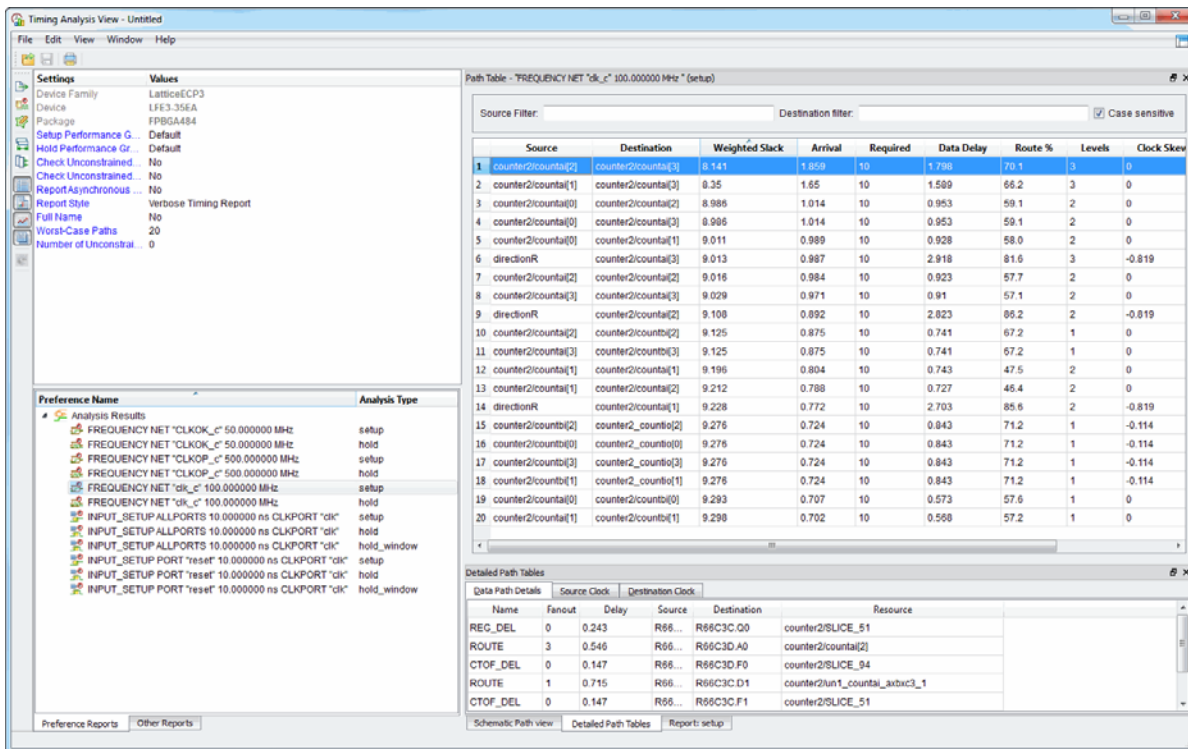 Timing Analysis View - Untitled
File Edit View Window Help
Settings Values
Device Family LatticeECP3
Device LFE3-35EA
Package FPBGA484
Setup Performance G... Default
Hold Performance Gr... Default
Check Unconstrained... No
Check Unconstrained... No
Report Asynchronous ... No
Report Style Verbose Timing Report
Full Name No
Worst-Case Paths 20
Number of Unconstrai... 0
Preference Name Analysis Type
Analysis Results
FREQUENCY NET "CLKOK_c" 50.000000 MHz setup
FREQUENCY NET "CLKOK_c" 50.000000 MHz hold
FREQUENCY NET "CLKOP_c" 500.000000 MHz setup
FREQUENCY NET "CLKOP_c" 500.000000 MHz hold
FREQUENCY NET "clk_c" 100.000000 MHz setup
FREQUENCY NET "clk_c" 100.000000 MHz hold
INPUT_SETUP ALLPORTS 10.000000 ns CLKPORT "clk" setup
INPUT_SETUP ALLPORTS 10.000000 ns CLKPORT "clk" hold
INPUT_SETUP ALLPORTS 10.000000 ns CLKPORT "clk" hold_window
INPUT_SETUP PORT "reset" 10.000000 ns CLKPORT "clk" setup
INPUT_SETUP PORT "reset" 10.000000 ns CLKPORT "clk" hold
INPUT_SETUP PORT "reset" 10.000000 ns CLKPORT "clk" hold_window
Preference Reports Other Reports
Path Table - "FREQUENCY NET "clk_c" 100.000000 MHz " (setup)
Source Filter: Destination filter: Case sensitive
Source Destination Weighted Slack Arrival Required Data Delay Route % Levels Clock Skew
1 counter2/countai[2] counter2/countai[3] 8.141 1.859 10 1.798 70.1 3 0
2 counter2/countai[1] counter2/countai[3] 8.35 1.65 10 1.589 66.2 3 0
3 counter2/countai[0] counter2/countai[2] 8.986 1.014 10 0.953 59.1 2 0
4 counter2/countai[0] counter2/countai[3] 8.986 1.014 10 0.953 59.1 2 0
5 counter2/countai[0] counter2/countai[1] 9.011 0.989 10 0.928 58.0 2 0
6 directionR counter2/countai[3] 9.013 0.987 10 2.918 81.6 3 -0.819
7 counter2/countai[2] counter2/countai[2] 9.016 0.984 10 0.923 57.7 2 0
8 counter2/countai[3] counter2/countai[3] 9.029 0.971 10 0.91 57.1 2 0
9 directionR counter2/countai[2] 9.108 0.892 10 2.823 86.2 2 -0.819
10 counter2/countai[2] counter2/countbi[2] 9.125 0.875 10 0.741 67.2 1 0
11 counter2/countai[3] counter2/countbi[3] 9.125 0.875 10 0.741 67.2 1 0
12 counter2/countai[1] counter2/countai[1] 9.196 0.804 10 0.743 47.5 2 0
13 counter2/countai[1] counter2/countai[2] 9.212 0.788 10 0.727 46.4 2 0
14 directionR counter2/countai[1] 9.228 0.772 10 2.703 85.6 2 -0.819
15 counter2/countbi[2] counter2_countio[2] 9.276 0.724 10 0.843 71.2 1 -0.114
16 counter2/countbi[0] counter2_countio[0] 9.276 0.724 10 0.843 71.2 1 -0.114
17 counter2/countbi[3] counter2_countio[3] 9.276 0.724 10 0.843 71.2 1 -0.114
18 counter2/countbi[1] counter2_countio[1] 9.276 0.724 10 0.843 71.2 1 -0.114
19 counter2/countai[0] counter2/countbi[0] 9.293 0.707 10 0.573 57.6 1 0
20 counter2/countai[1] counter2/countbi[1] 9.298 0.702 10 0.568 57.2 1 0
Detailed Path Tables
Data Path Details Source Clock Destination Clock
Name Fanout Delay Source Destination Resource
REG_DEL 0 0.243 R66... R66C3C.Q0 counter2/SLICE_51
ROUTE 3 0.546 R66... R66C3D.A0 counter2/countai[2]
CTOF_DEL 0 0.147 R66... R66C3D.F0 counter2/SLICE_94
ROUTE 1 0.715 R66... R66C3C.D1 counter2/un1_countai_axbxc3_1
CTOF_DEL 0 0.147 R66... R66C3C.F1 counter2/SLICE_51
Schematic Path view Detailed Path Tables Report: setup